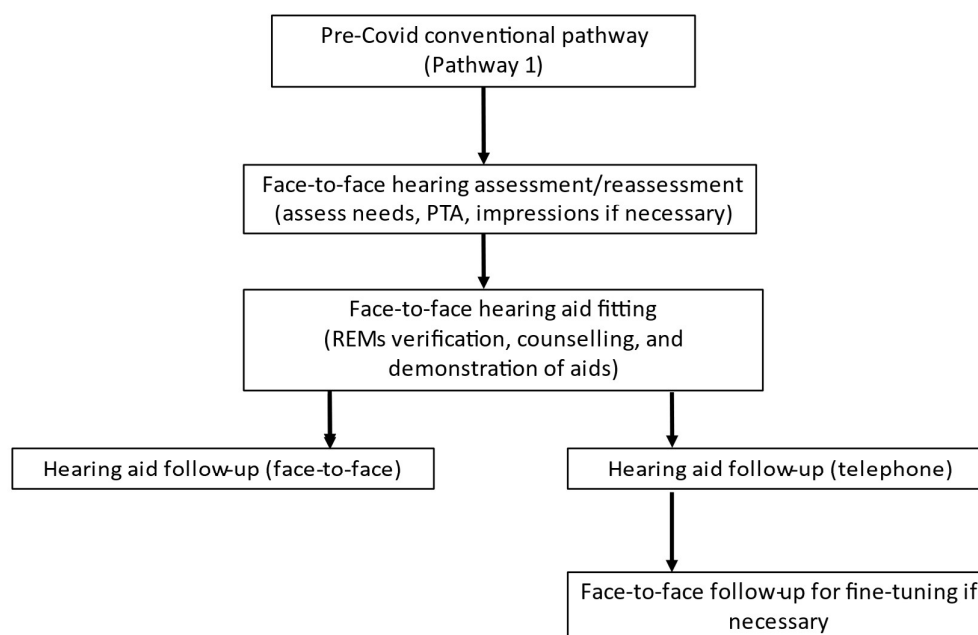 Pre-Covid conventional pathway
(Pathway 1)
Face-to-face hearing assessment/reassessment
(assess needs, PTA, impressions if necessary)
Face-to-face hearing aid fitting
(REMs verification, counselling, and
demonstration of aids)
Hearing aid follow-up (face-to-face)
Hearing aid follow-up (telephone)
Face-to-face follow-up for fine-tuning if
necessary